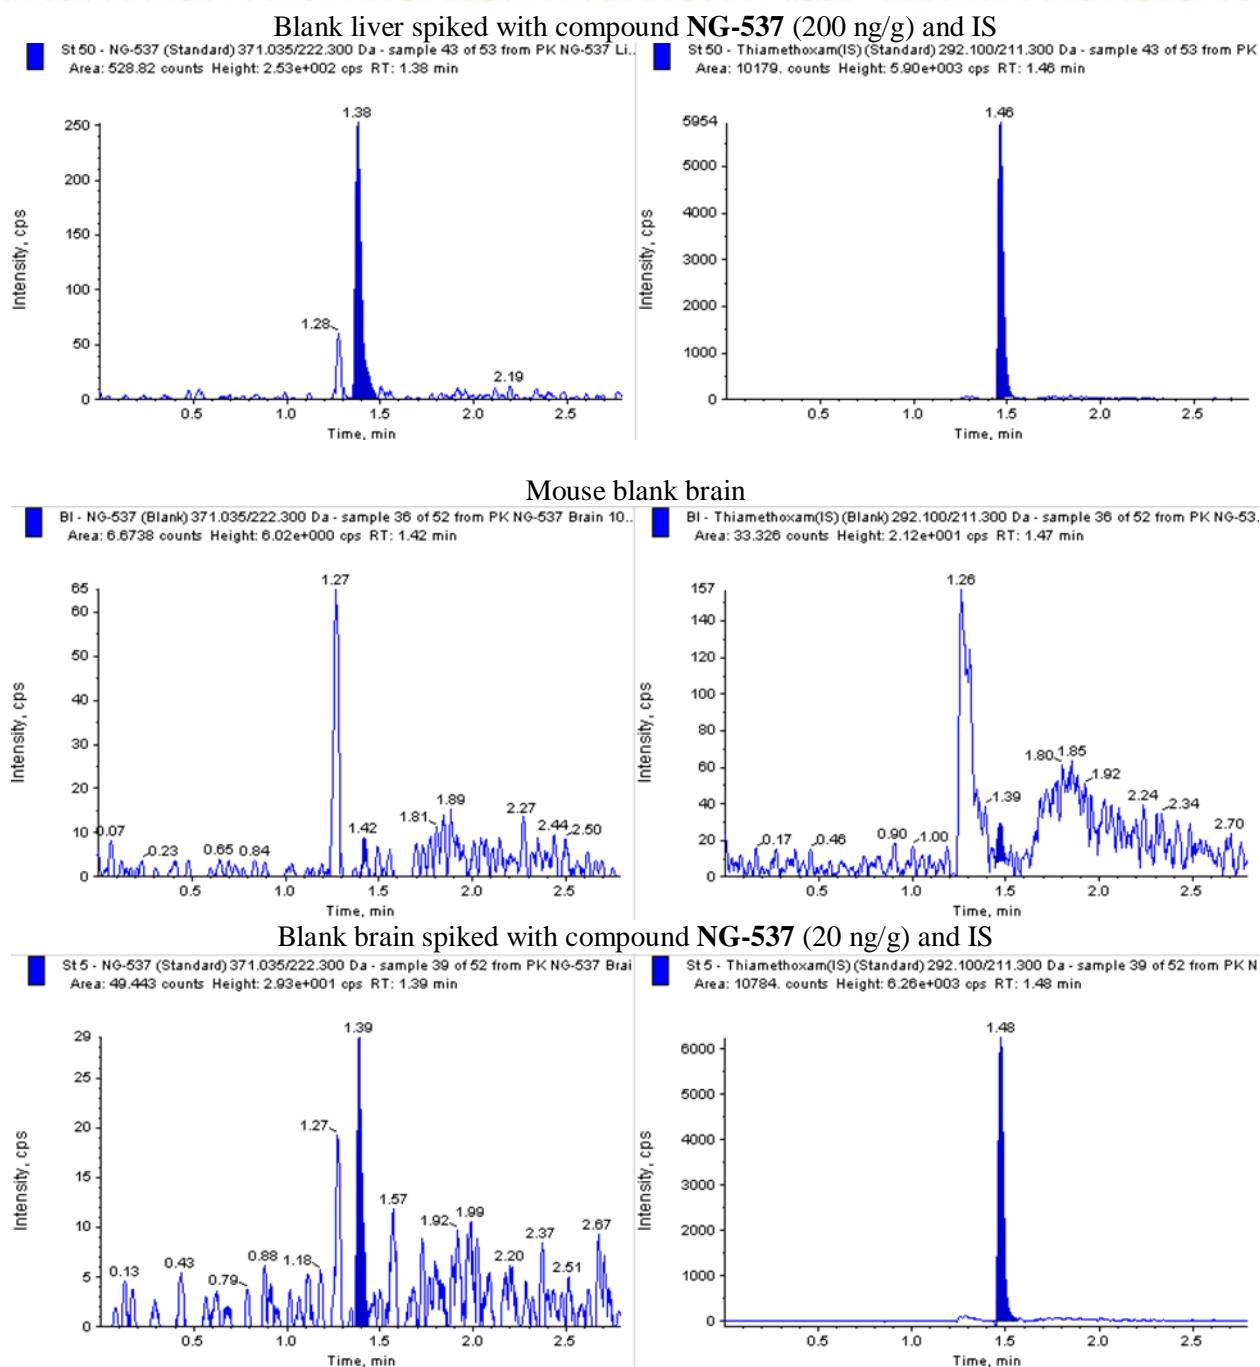 Blank liver spiked with compound NG-537 (200 ng/g) and IS
St 50 - NG-537 (Standard) 371.035/222.300 Da - sample 43 of 53 from PK NG-537 Li...
Area: 528.82 counts Height: 2.53e+002 cps RT: 1.38 min
St 50 - Thiamethoxam(IS) (Standard) 292.100/211.300 Da - sample 43 of 53 from PK
Area: 10179. counts Height: 5.90e+003 cps RT: 1.46 min
1.38
250
200
150
100
50
0
1.28
2.19
Intensity, cps
0.5 1.0 1.5 2.0 2.5
Time, min
1.46
5954
5000
4000
3000
2000
1000
0
Intensity, cps
0.5 1.0 1.5 2.0 2.5
Time, min
Mouse blank brain
Bl - NG-537 (Blank) 371.035/222.300 Da - sample 36 of 52 from PK NG-537 Brain 10...
Area: 6.6738 counts Height: 6.02e+000 cps RT: 1.42 min
Bl - Thiamethoxam(IS) (Blank) 292.100/211.300 Da - sample 36 of 52 from PK NG-53.
Area: 33.326 counts Height: 2.12e+001 cps RT: 1.47 min
1.27
65
60
50
40
30
20
10
0
0.07 0.23 0.65 0.84 1.42 1.81 1.89 2.27 2.44 2.50
Intensity, cps
0.5 1.0 1.5 2.0 2.5
Time, min
1.26
157
140
120
100
80
60
40
20
0
0.17 0.46 0.90 1.00 1.39 1.80 1.85 1.92 2.24 2.34 2.70
Intensity, cps
0.5 1.0 1.5 2.0 2.5
Time, min
Blank brain spiked with compound NG-537 (20 ng/g) and IS
St 5 - NG-537 (Standard) 371.035/222.300 Da - sample 39 of 52 from PK NG-537 Brai
Area: 49.443 counts Height: 2.93e+001 cps RT: 1.39 min
St 5 - Thiamethoxam(IS) (Standard) 292.100/211.300 Da - sample 39 of 52 from PK N
Area: 10784. counts Height: 6.26e+003 cps RT: 1.48 min
1.39
29
25
20
15
10
5
0
0.13 0.43 0.79 0.88 1.18 1.27 1.57 1.92 1.99 2.20 2.37 2.51 2.67
Intensity, cps
0.5 1.0 1.5 2.0 2.5
Time, min
1.48
6000
5000
4000
3000
2000
1000
0
Intensity, cps
0.5 1.0 1.5 2.0 2.5
Time, min